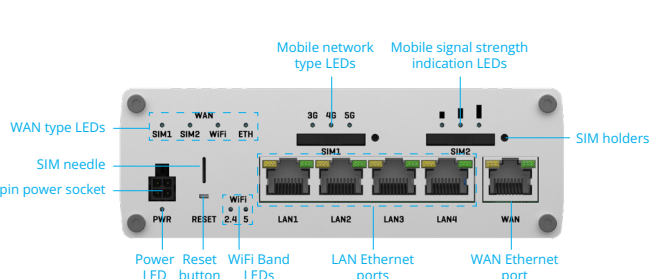 Mobile network
type LEDs
Mobile signal strength
indication LEDs
WAN type LEDs
SIM needle
pin power socket
SIM holders
WAN
SIM1 SIM2 WiFi ETH
3G 4G 5G
SIM1
SIM2
WiFi
PWR RESET 2.4 5 LAN1 LAN2 LAN3 LAN4 WAN
Power
LED
Reset
button
WiFi Band
LEDs
LAN Ethernet
ports
WAN Ethernet
port